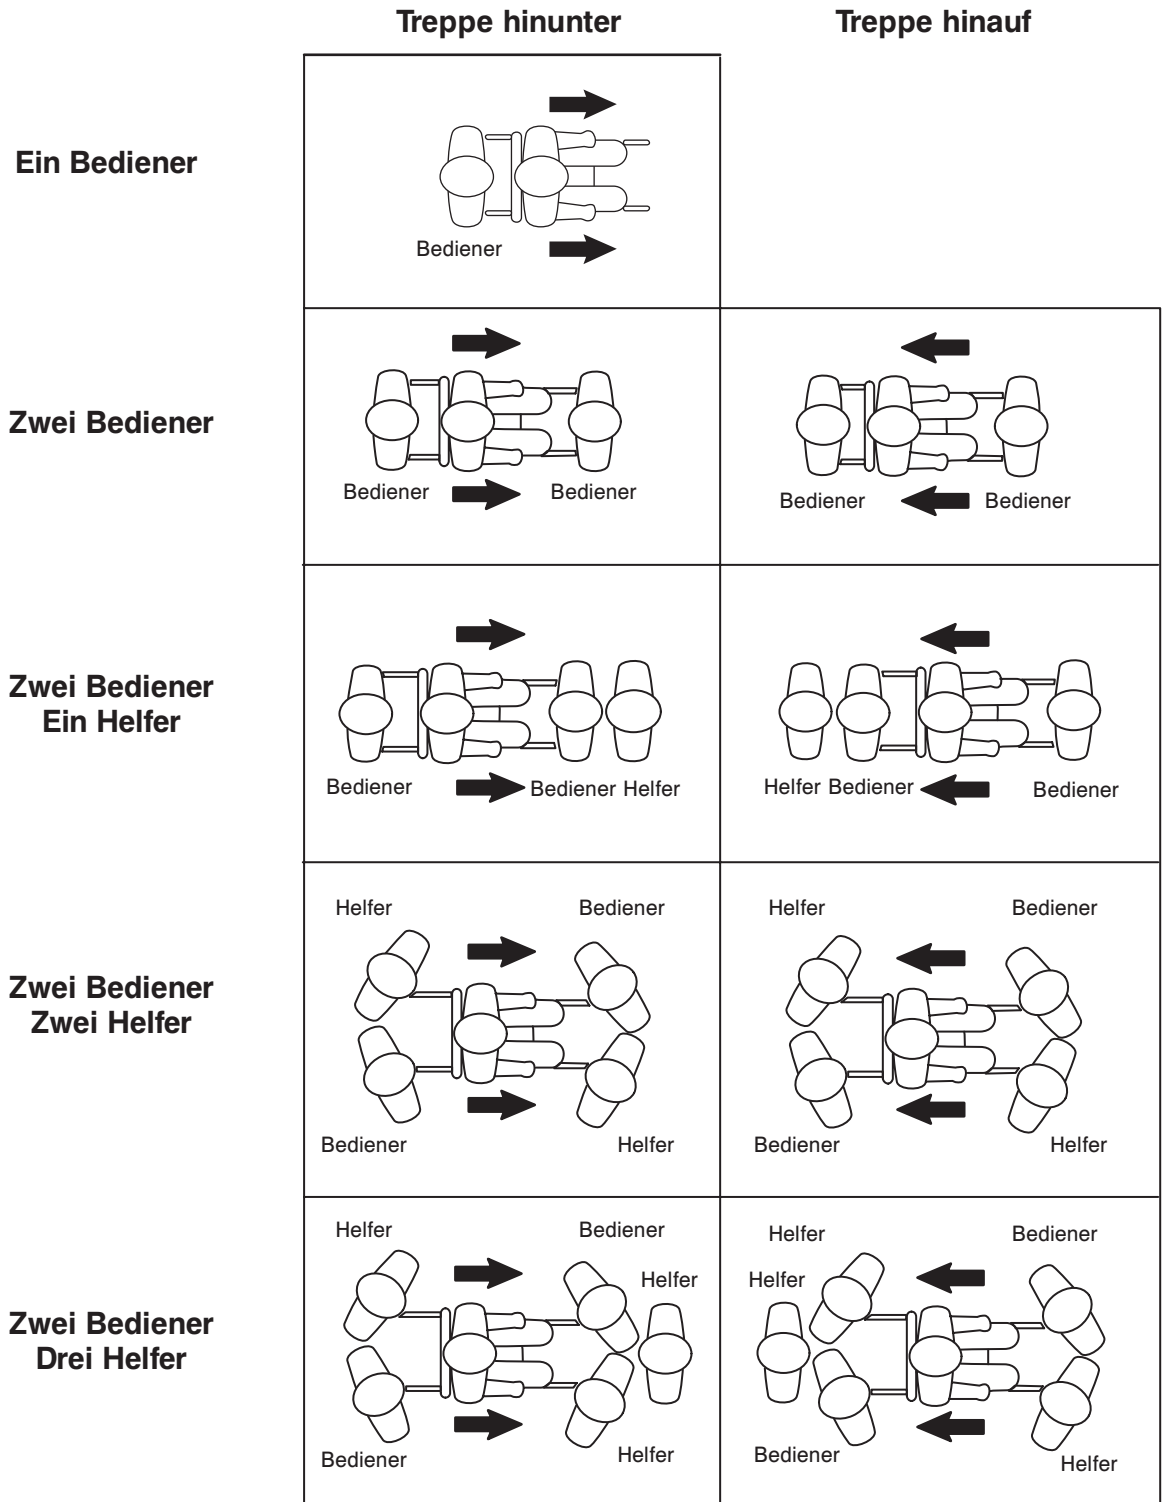 Treppe hinunter Treppe hinauf
Ein Bediener
Bediener
Zwei Bediener
Bediener Bediener
Bediener Bediener
Zwei Bediener
Ein Helfer
Bediener Bediener Helfer
Helfer Bediener Bediener
Helfer Bediener
Helfer Bediener
Zwei Bediener
Zwei Helfer
Bediener Helfer
Bediener Helfer
Helfer Bediener
Helfer
Helfer Bediener
Helfer
Zwei Bediener
Drei Helfer
Bediener Helfer
Bediener Helfer